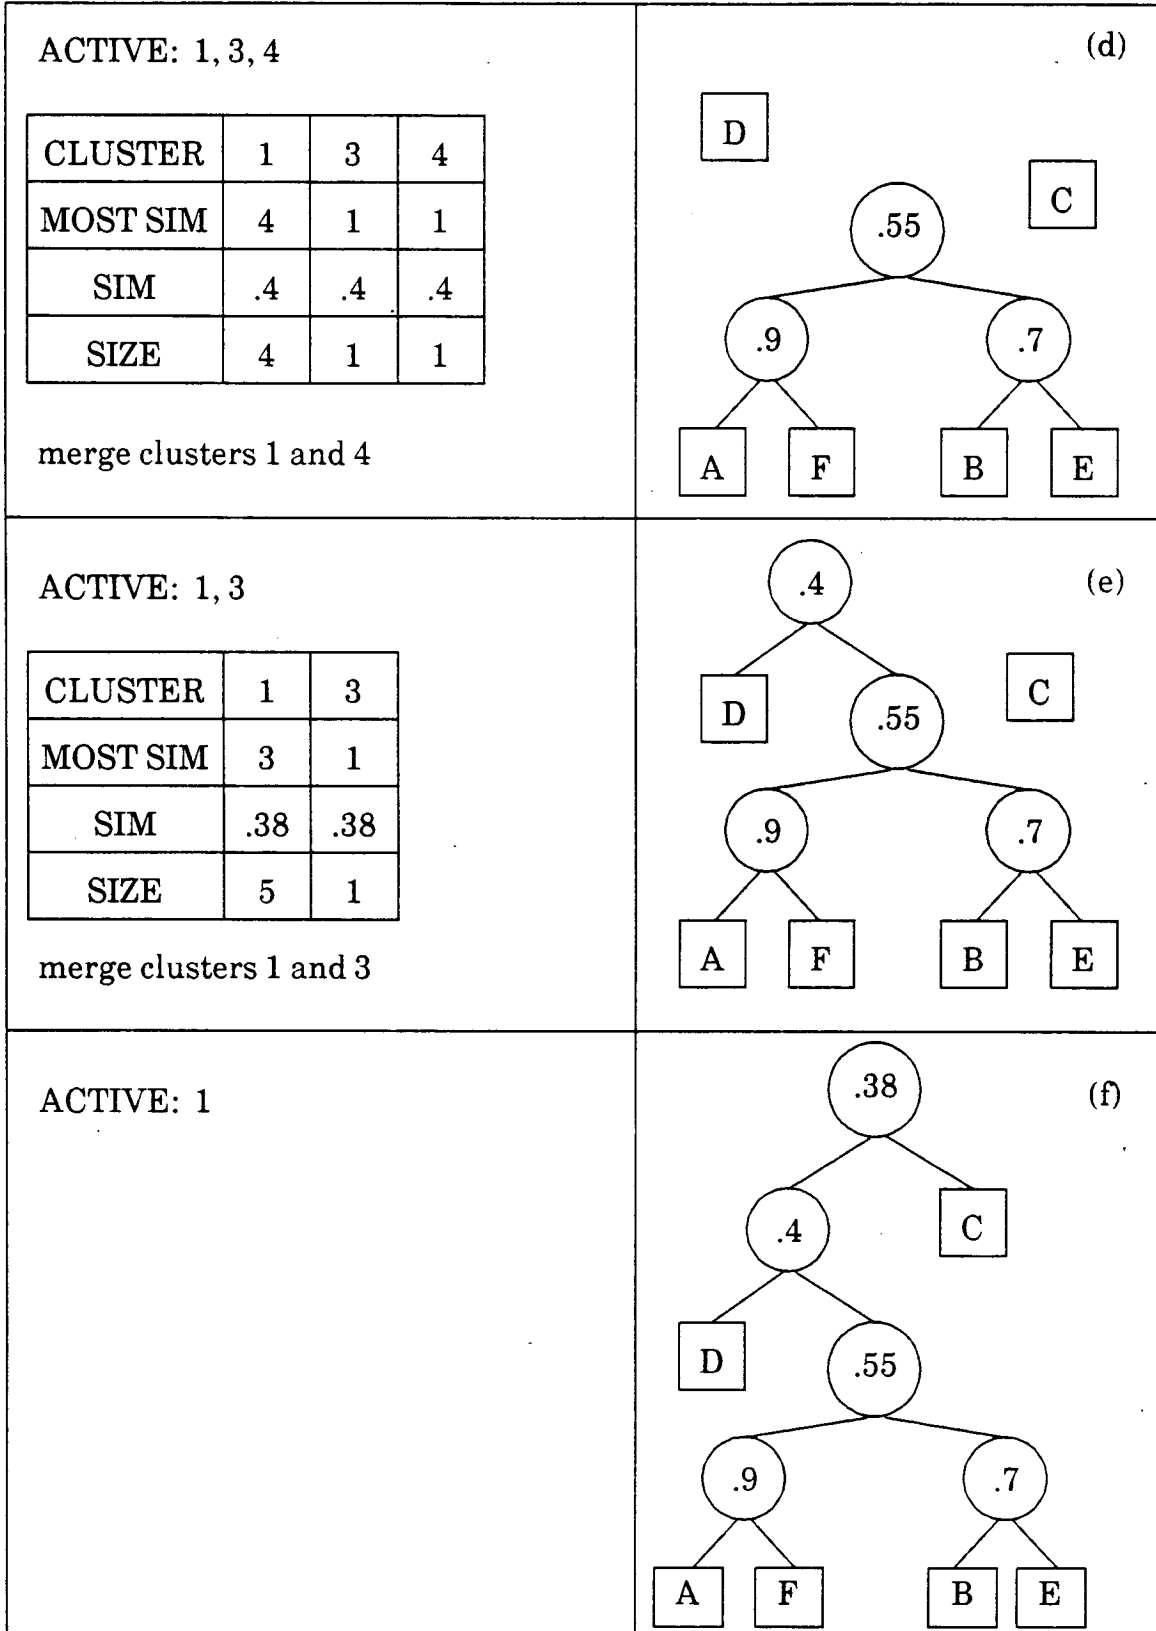 ACTIVE: 1, 3, 4
CLUSTER 1 3 4
MOST SIM 4 1 1
SIM .4 .4 .4
SIZE 4 1 1
merge clusters 1 and 4
(d)
D
C
.55
.9 .7
A F B E
ACTIVE: 1, 3
CLUSTER 1 3
MOST SIM 3 1
SIM .38 .38
SIZE 5 1
merge clusters 1 and 3
(e)
.4
D .55 C
.9 .7
A F B E
ACTIVE: 1
(f)
.38
.4 C
D .55
.9 .7
A F B E